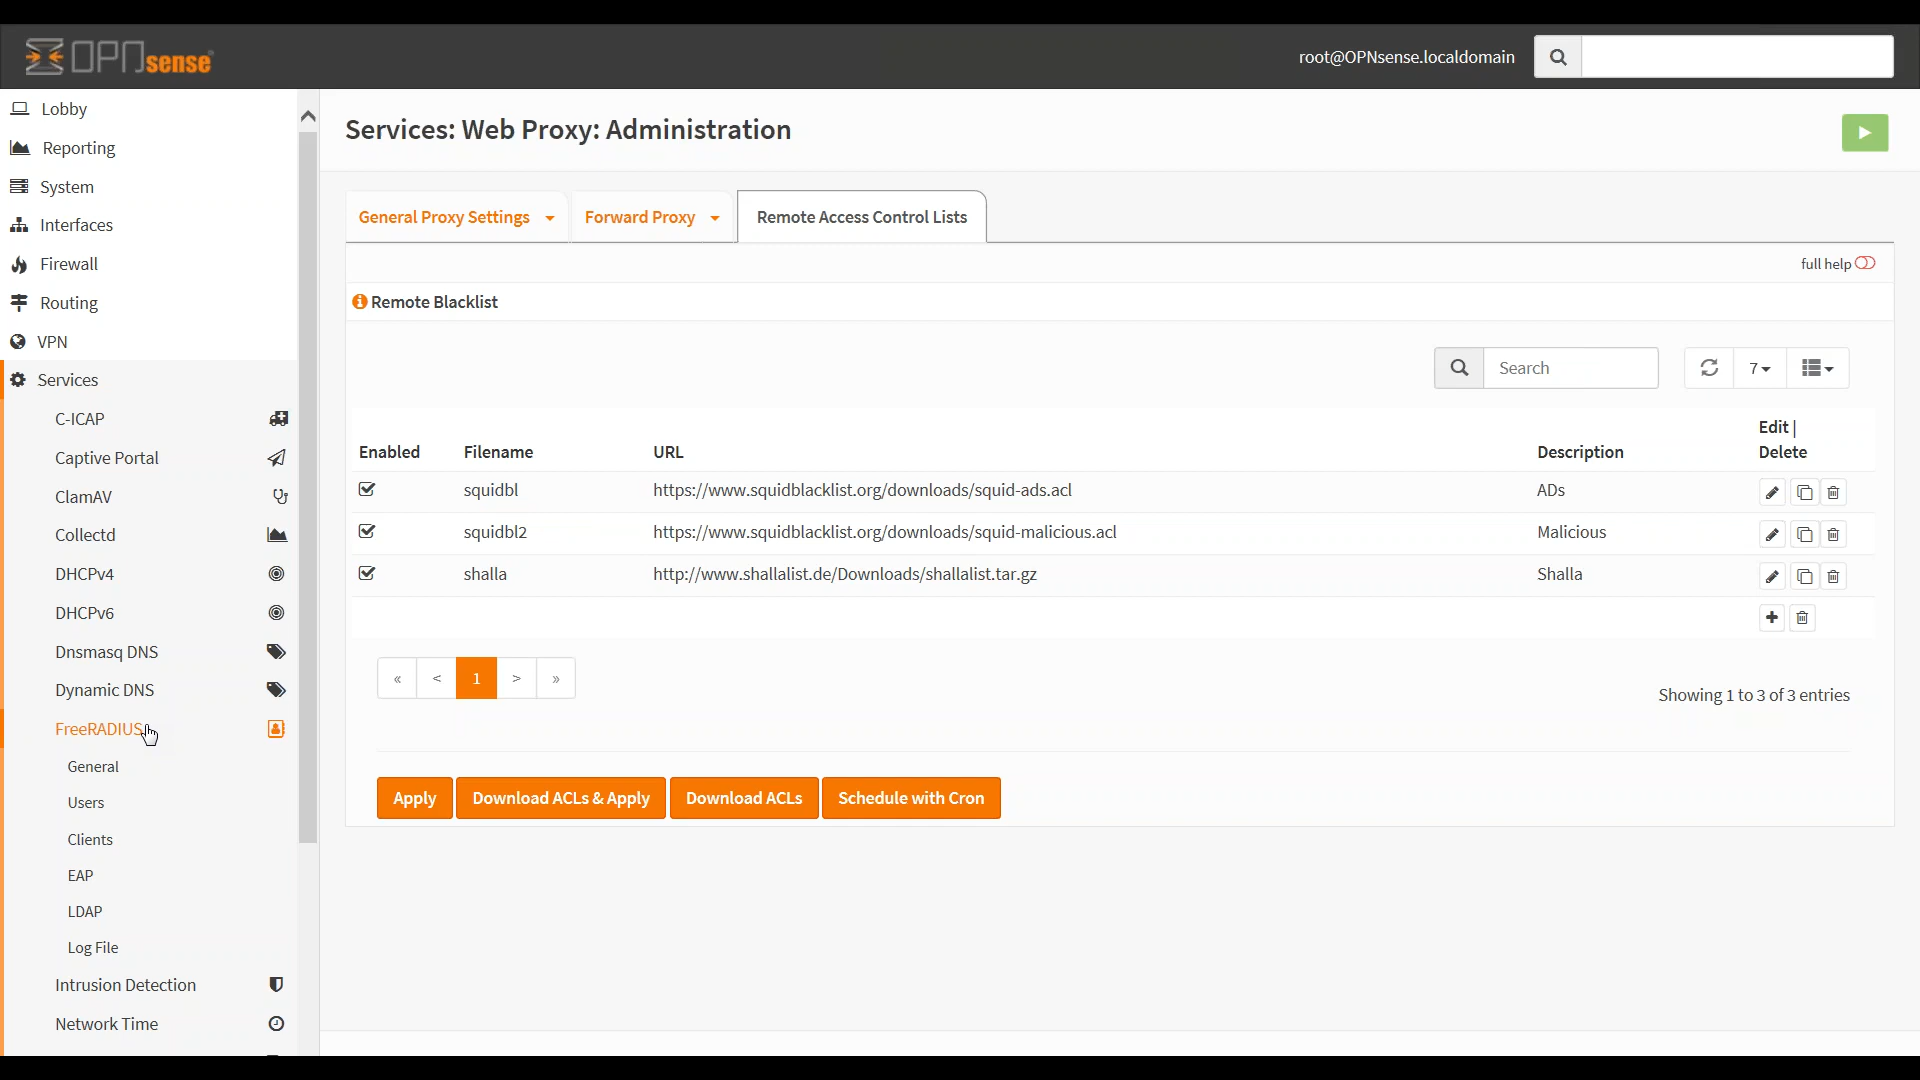 OPNsense
root@OPNsense.localdomain
Lobby
Reporting
System
Interfaces
Firewall
Routing
VPN
Services
C-ICAP
Captive Portal
ClamAV
Collectd
DHCPv4
DHCPv6
Dnsmasq DNS
Dynamic DNS
FreeRADIUS
General
Users
Clients
EAP
LDAP
Log File
Intrusion Detection
Network Time
Services: Web Proxy: Administration
General Proxy Settings Forward Proxy Remote Access Control Lists
full help
Remote Blacklist
Search 7
Enabled Filename URL Description Edit | Delete
squidbl https://www.squidblacklist.org/downloads/squid-ads.acl ADs
squidbl2 https://www.squidblacklist.org/downloads/squid-malicious.acl Malicious
shalla http://www.shallalist.de/Downloads/shallalist.tar.gz Shalla
« < 1 > »
Showing 1 to 3 of 3 entries
Apply Download ACLs & Apply Download ACLs Schedule with Cron